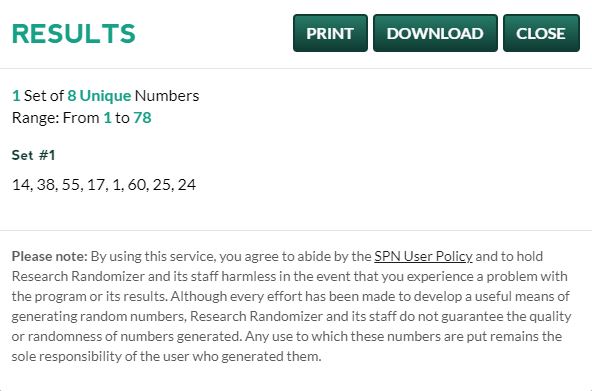 RESULTS
PRINT DOWNLOAD CLOSE
1 Set of 8 Unique Numbers
Range: From 1 to 78
Set #1
14, 38, 55, 17, 1, 60, 25, 24
Please note: By using this service, you agree to abide by the SPN User Policy and to hold
Research Randomizer and its staff harmless in the event that you experience a problem with
the program or its results. Although every effort has been made to develop a useful means of
generating random numbers, Research Randomizer and its staff do not guarantee the quality
or randomness of numbers generated. Any use to which these numbers are put remains the
sole responsibility of the user who generated them.